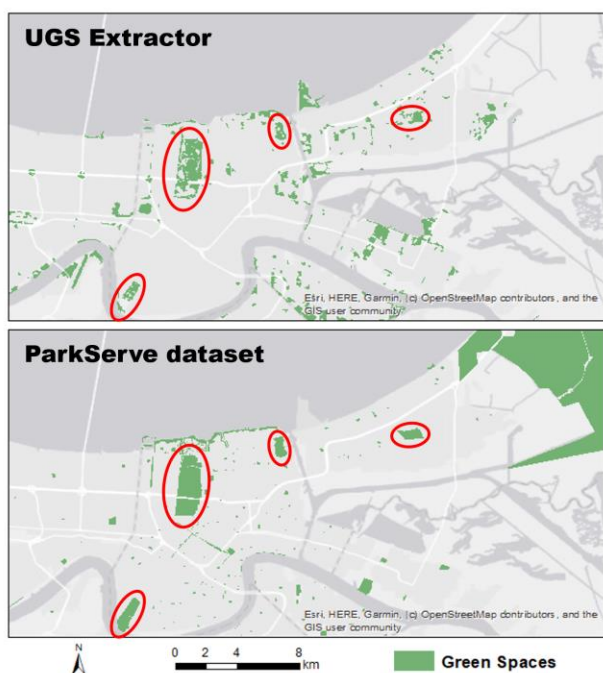 UGS Extractor
Esri, HERE, Garmin, (c) OpenStreetMap contributors, and the
GIS user community
ParkServe dataset
Esri, HERE, Garmin, (c) OpenStreetMap contributors, and the
GIS user community
N
0 2 4 8
km
Green Spaces